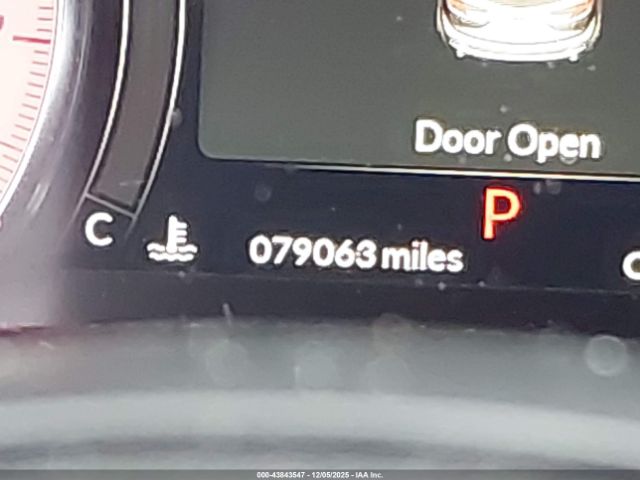 Door Open
P
C
079063 miles
000-43843547 - 12/05/2025 - IAA Inc.